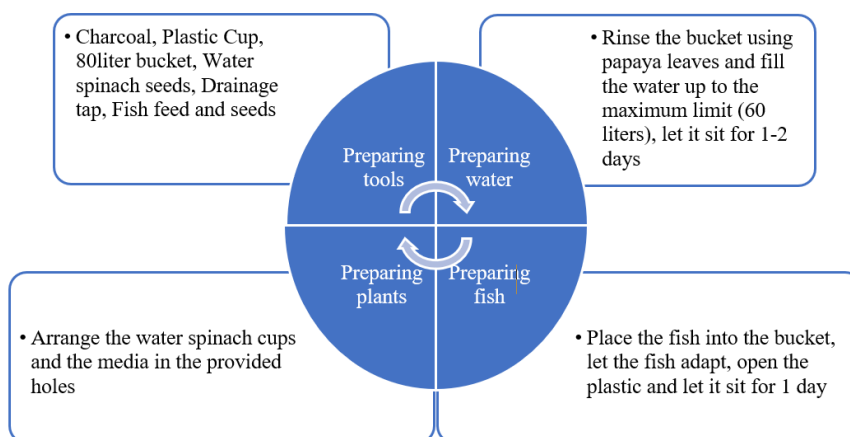 • Charcoal, Plastic Cup,
80liter bucket, Water
spinach seeds, Drainage
tap, Fish feed and seeds
• Rinse the bucket using
papaya leaves and fill
the water up to the
maximum limit (60
liters), let it sit for 1-2
days
Preparing
tools
Preparing
water
Preparing
plants
Preparing
fish
• Arrange the water spinach cups
and the media in the provided
holes
• Place the fish into the bucket,
let the fish adapt, open the
plastic and let it sit for 1 day